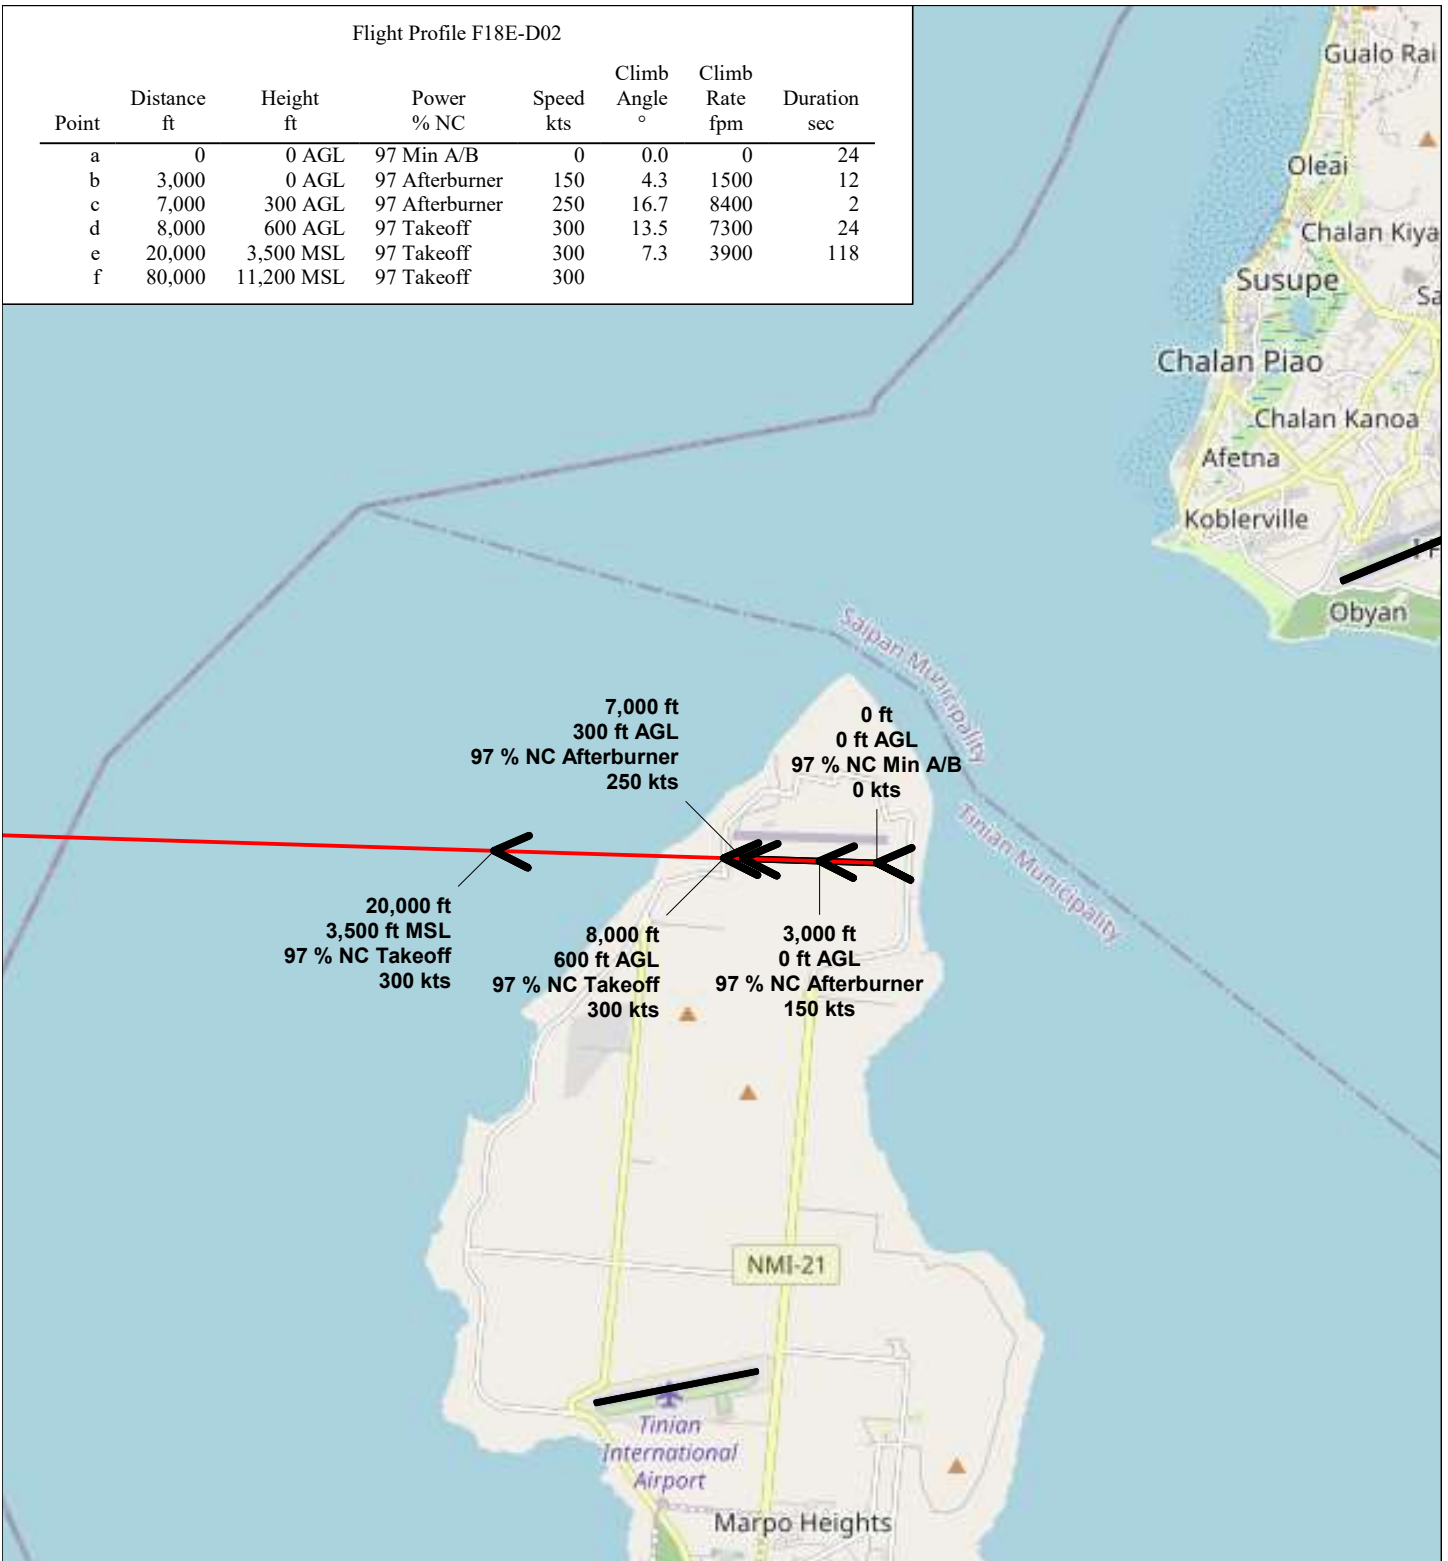 Flight Profile F18E-D02
Climb Climb
Distance Height Power Speed Angle Rate Duration
Point ft ft % NC kts ° fpm sec
a 0 0 AGL 97 Min A/B 0 0.0 0 24
b 3,000 0 AGL 97 Afterburner 150 4.3 1500 12
c 7,000 300 AGL 97 Afterburner 250 16.7 8400 2
d 8,000 600 AGL 97 Takeoff 300 13.5 7300 24
e 20,000 3,500 MSL 97 Takeoff 300 7.3 3900 118
f 80,000 11,200 MSL 97 Takeoff 300
Gualo Rai
Oleai
Chalan Kiya
Susupe
Sa
Chalan Piao
Chalan Kanoa
Afetna
Koblerville
Obyan
Saipan Municipality
Tinian Municipality
7,000 ft
300 ft AGL
97 % NC Afterburner
250 kts
0 ft
0 ft AGL
97 % NC Min A/B
0 kts
20,000 ft
3,500 ft MSL
97 % NC Takeoff
300 kts
8,000 ft
600 ft AGL
97 % NC Takeoff
300 kts
3,000 ft
0 ft AGL
97 % NC Afterburner
150 kts
NMI-21
Tinian
International
Airport
Marpo Heights